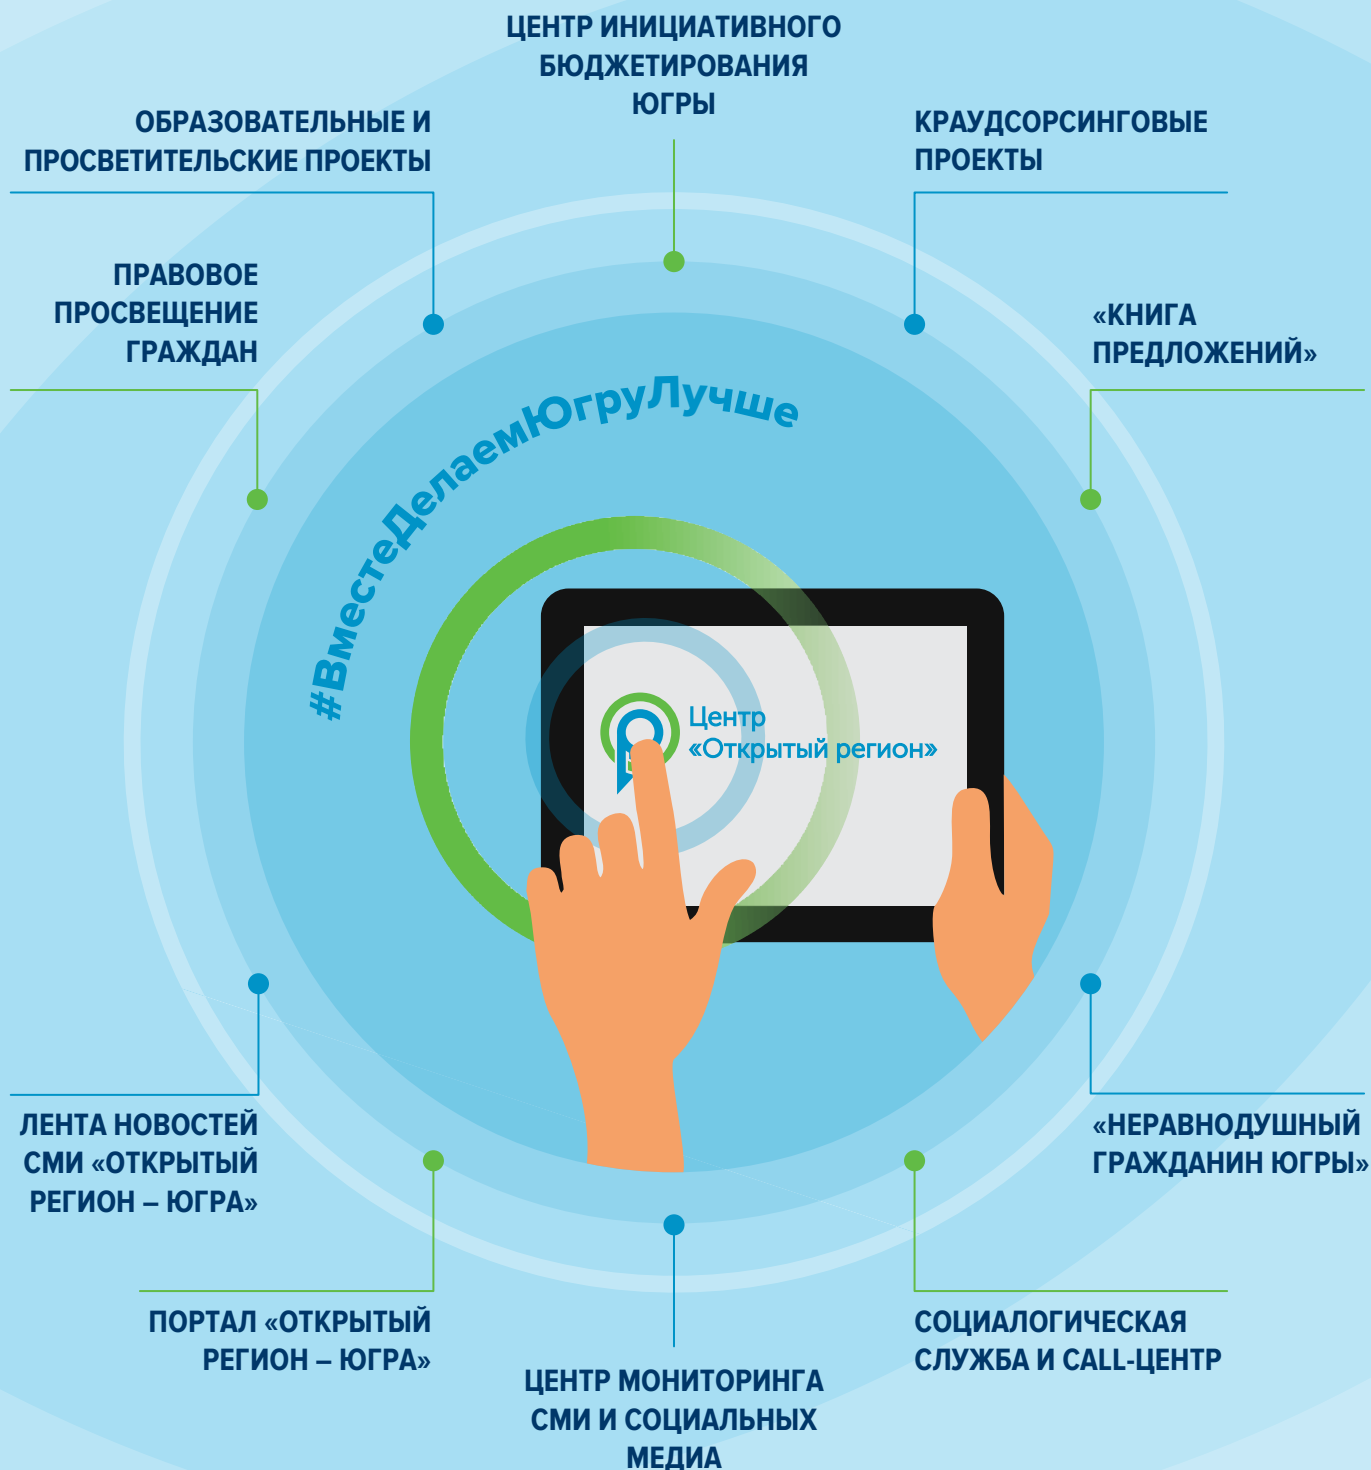 ЦЕНТР ИНИЦИАТИВНОГО
БЮДЖЕТИРОВАНИЯ
ЮГРЫ
ОБРАЗОВАТЕЛЬНЫЕ И
ПРОСВЕТИТЕЛЬСКИЕ ПРОЕКТЫ
КРАУДСОРСИНГОВЫЕ
ПРОЕКТЫ
ПРАВОВОЕ
ПРОСВЕЩЕНИЕ
ГРАЖДАН
«КНИГА
ПРЕДЛОЖЕНИЙ»
#ВместеДелаемЮгруЛучше
Центр
«Открытый регион»
ЛЕНТА НОВОСТЕЙ
СМИ «ОТКРЫТЫЙ
РЕГИОН – ЮГРА»
«НЕРАВНОДУШНЫЙ
ГРАЖДАНИН ЮГРЫ»
ПОРТАЛ «ОТКРЫТЫЙ
РЕГИОН – ЮГРА»
СОЦИАЛОГИЧЕСКАЯ
СЛУЖБА И CALL-ЦЕНТР
ЦЕНТР МОНИТОРИНГА
СМИ И СОЦИАЛЬНЫХ
МЕДИА